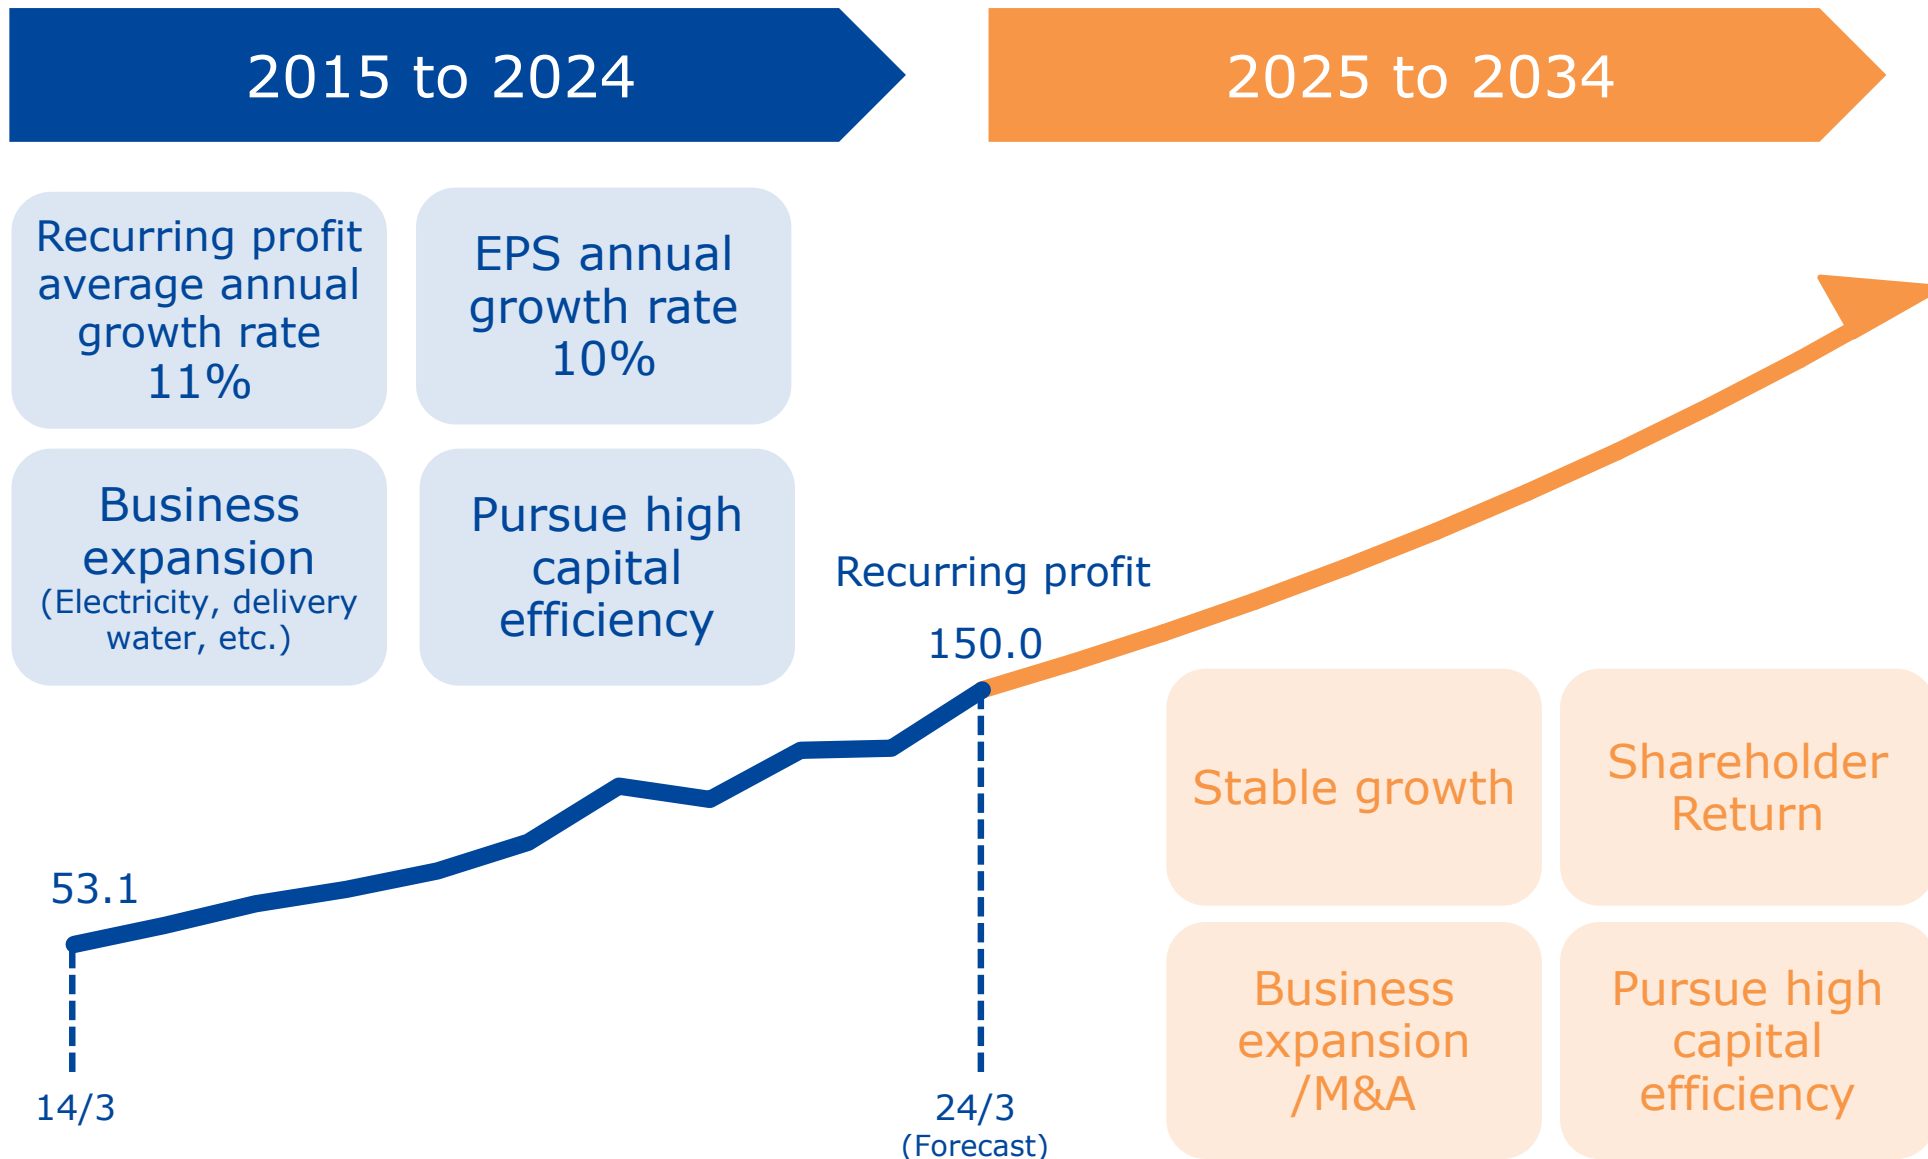 2015 to 2024
2025 to 2034
Recurring profit
average annual
growth rate
11%
EPS annual
growth rate
10%
Business
expansion
(Electricity, delivery
water, etc.)
Pursue high
capital
efficiency
Recurring profit
150.0
53.1
14/3
24/3
(Forecast)
Stable growth
Shareholder
Return
Business
expansion
/M&A
Pursue high
capital
efficiency